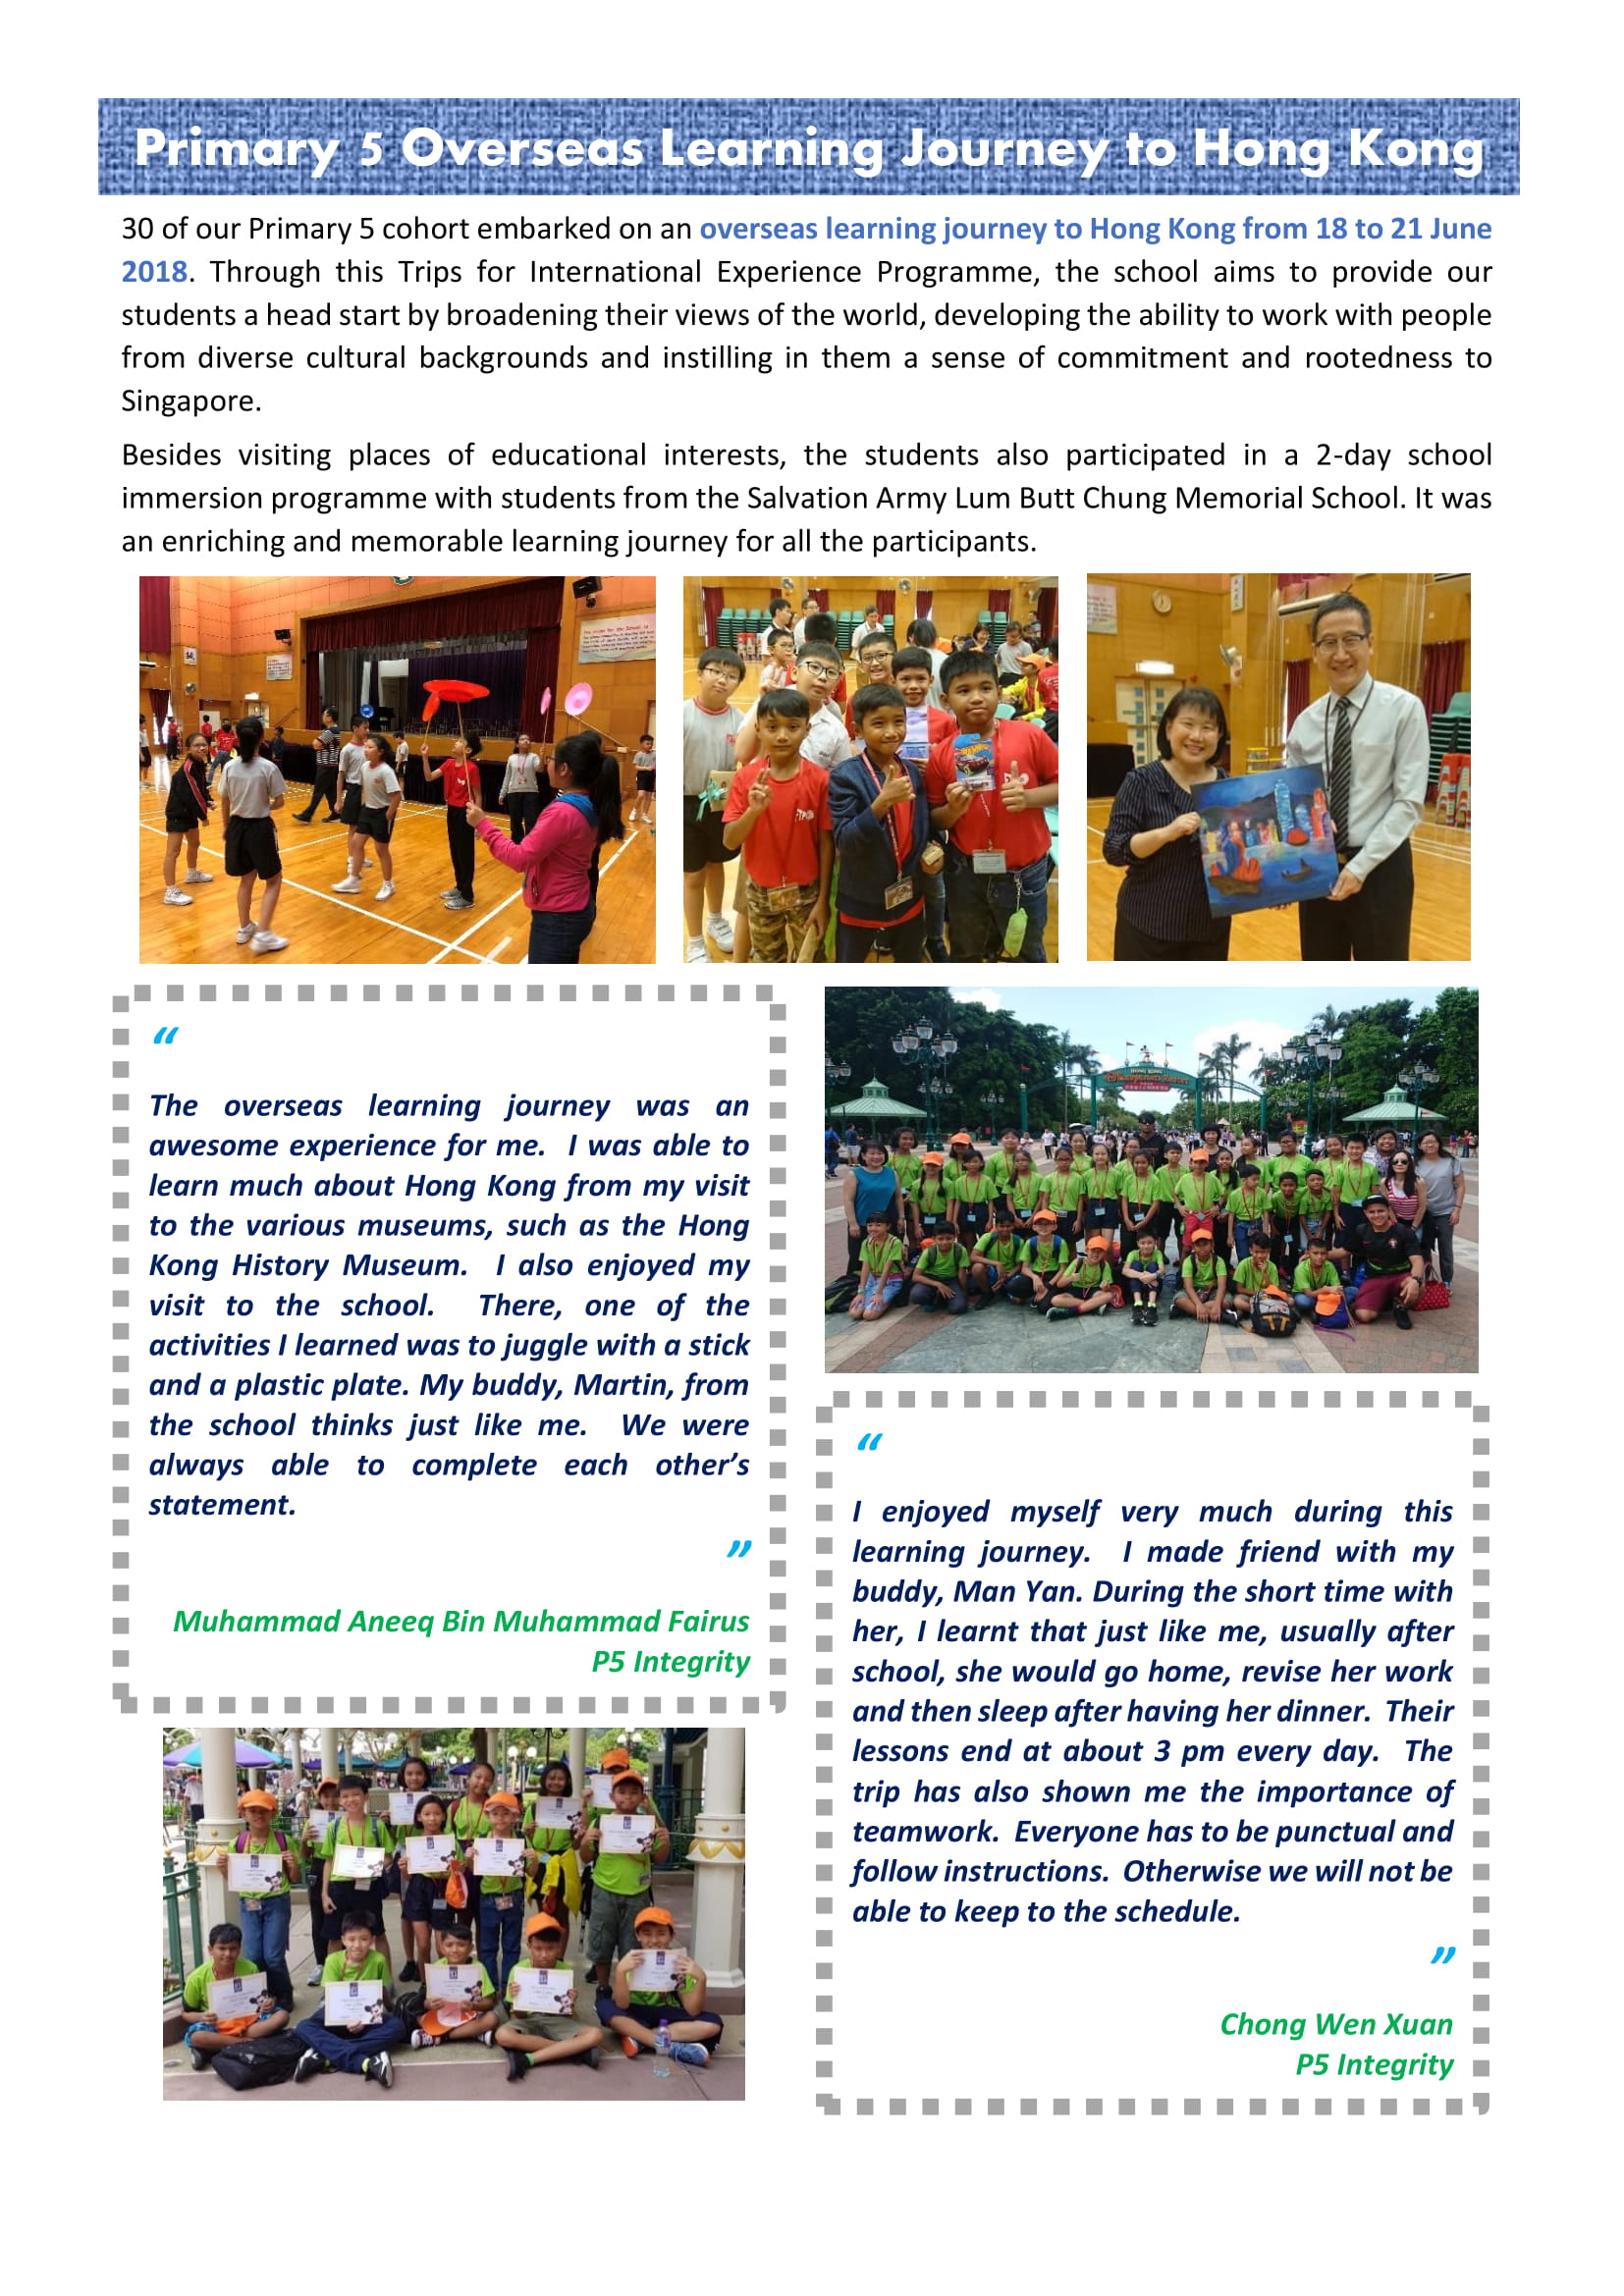 Primary 5 Overseas Learning Journey to Hong Kong
30 of our Primary 5 cohort embarked on an overseas learning journey to Hong Kong from 18 to 21 June
2018. Through this Trips for International Experience Programme, the school aims to provide our
students a head start by broadening their views of the world, developing the ability to work with people
from diverse cultural backgrounds and instilling in them a sense of commitment and rootedness to
Singapore.
Besides visiting places of educational interests, the students also participated in a 2-day school
immersion programme with students from the Salvation Army Lum Butt Chung Memorial School. It was
an enriching and memorable learning journey for all the participants.
“
The overseas learning journey was an
awesome experience for me. I was able to
learn much about Hong Kong from my visit
to the various museums, such as the Hong
Kong History Museum. I also enjoyed my
visit to the school. There, one of the
activities I learned was to juggle with a stick
and a plastic plate. My buddy, Martin, from
the school thinks just like me. We were
always able to complete each other’s
statement.
”
Muhammad Aneeq Bin Muhammad Fairus
P5 Integrity
HONG KONG
“
I enjoyed myself very much during this
learning journey. I made friend with my
buddy, Man Yan. During the short time with
her, I learnt that just like me, usually after
school, she would go home, revise her work
and then sleep after having her dinner. Their
lessons end at about 3 pm every day. The
trip has also shown me the importance of
teamwork. Everyone has to be punctual and
follow instructions. Otherwise we will not be
able to keep to the schedule.
”
Chong Wen Xuan
P5 Integrity